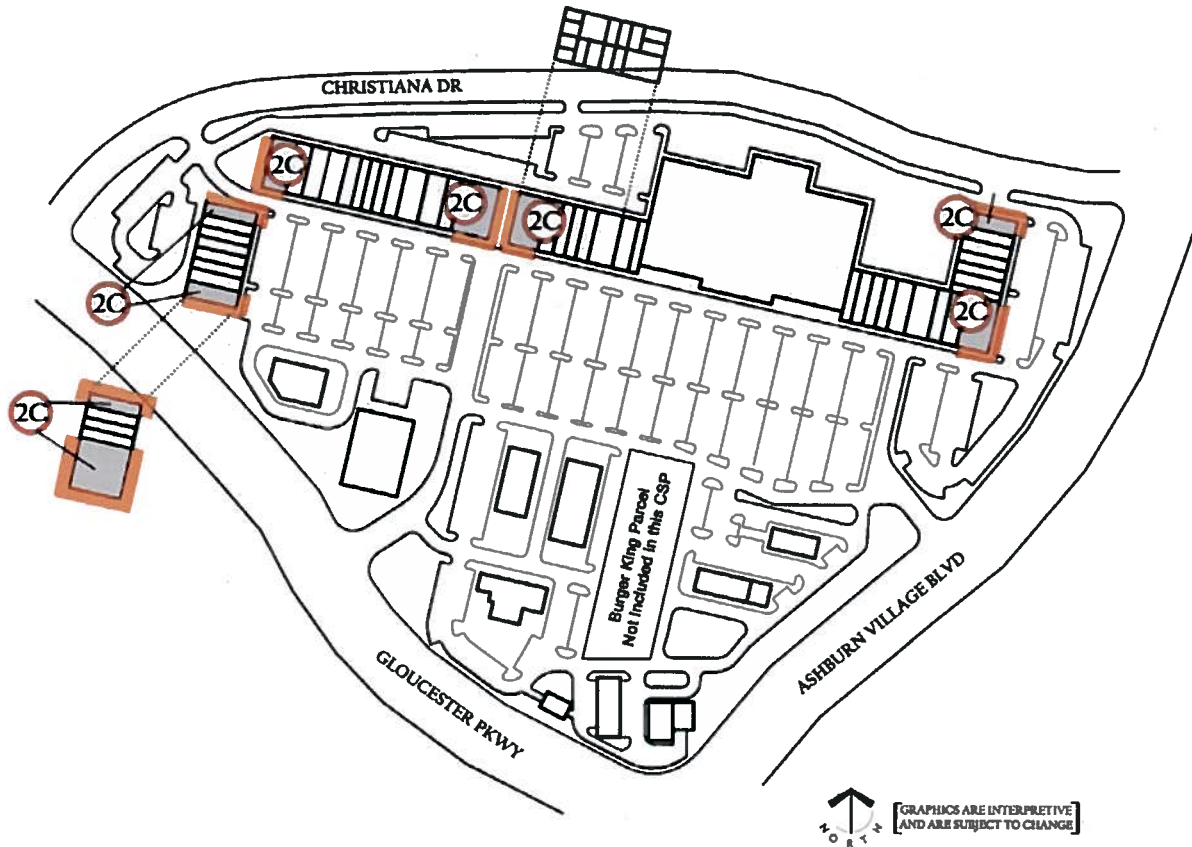 CHRISTIANA DR
2C
2C
2C
2C
2C
2C
2C
Burger King Parcel
Not Included in this CSP
ASHBURN VILLAGE BLVD
GLOUCESTER PKWY
NORTH
[GRAPHICS ARE INTERPRETIVE
AND ARE SUBJECT TO CHANGE]